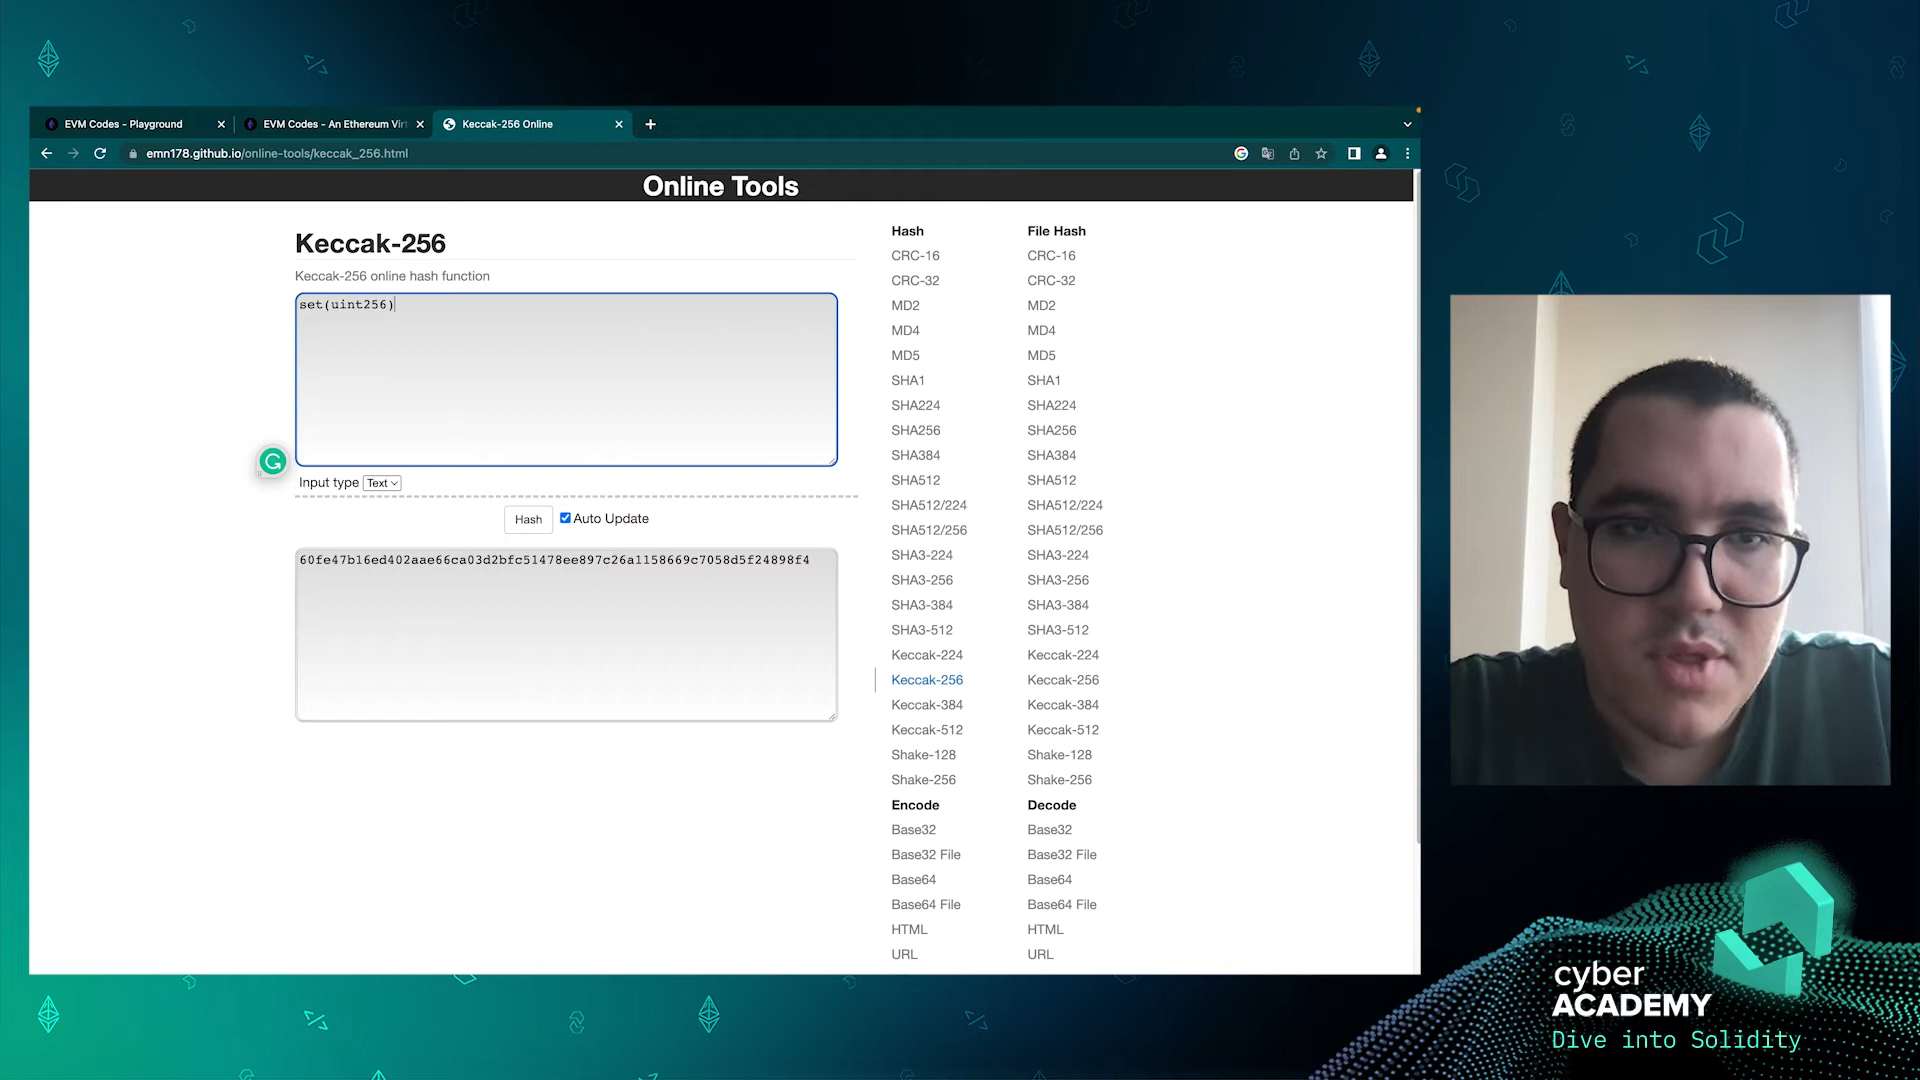 EVM Codes - Playground
EVM Codes - An Ethereum Virt
Keccak-256 Online
emn178.github.io/online-tools/keccak_256.html
Online Tools
Keccak-256
Keccak-256 online hash function
set(uint256)
Input type Text
Hash
Auto Update
60fe47b16ed402aae66ca03d2bfc51478ee897c26a1158669c7058d5f24898f4
Hash
CRC-16
CRC-32
MD2
MD4
MD5
SHA1
SHA224
SHA256
SHA384
SHA512
SHA512/224
SHA512/256
SHA3-224
SHA3-256
SHA3-384
SHA3-512
Keccak-224
Keccak-256
Keccak-384
Keccak-512
Shake-128
Shake-256
Encode
Base32
Base32 File
Base64
Base64 File
HTML
URL
File Hash
CRC-16
CRC-32
MD2
MD4
MD5
SHA1
SHA224
SHA256
SHA384
SHA512
SHA512/224
SHA512/256
SHA3-224
SHA3-256
SHA3-384
SHA3-512
Keccak-224
Keccak-256
Keccak-384
Keccak-512
Shake-128
Shake-256
Decode
Base32
Base32 File
Base64
Base64 File
HTML
URL
cyber
ACADEMY
Dive into Solidity